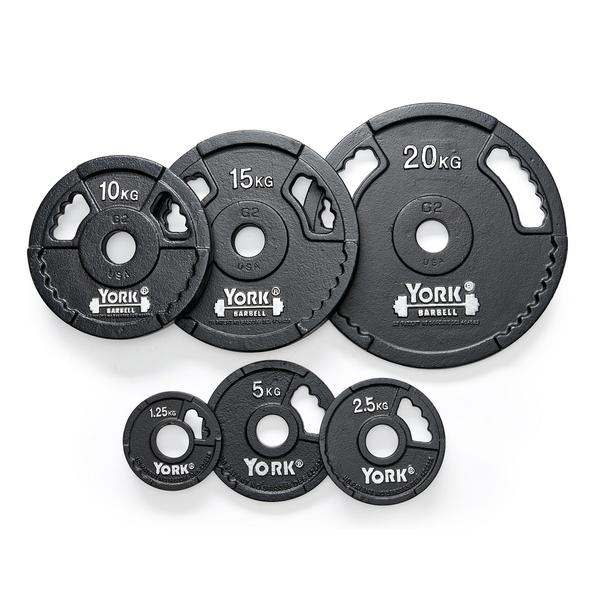 10KG
G2
USA
YORK®
BARBELL
15KG
G2
USA
YORK®
BARBELL
20KG
G2
USA
YORK®
BARBELL
1.25KG
YORK®
5KG
YORK®
2.5KG
YORK®